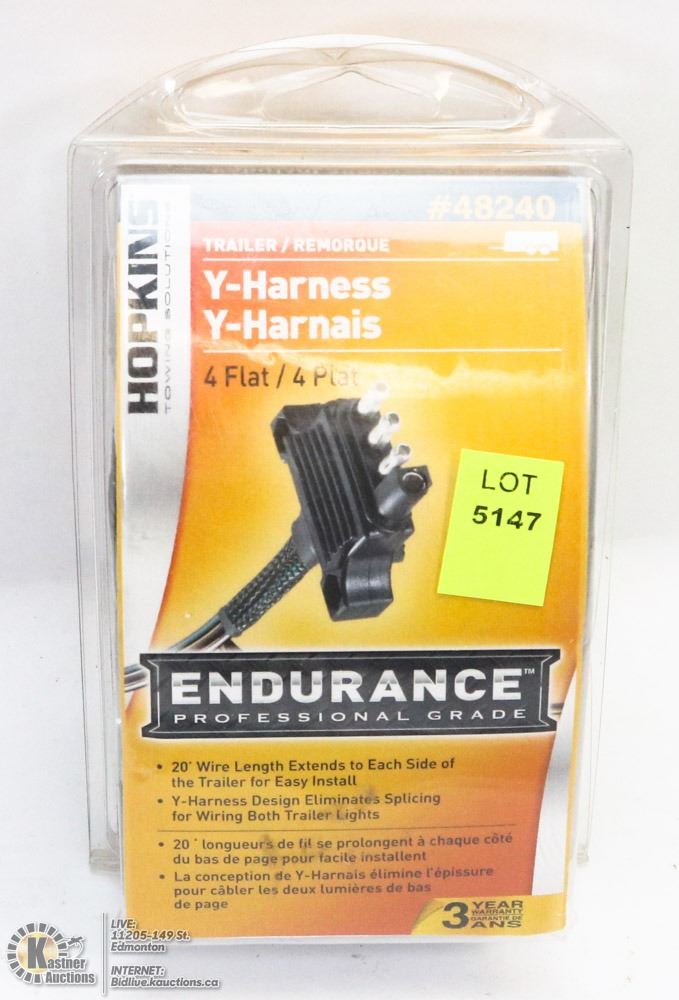 #48240
HOPKINS
TOWING SOLUTIONS
TRAILER / REMORQUE
Y-Harness
Y-Harnais
4 Flat / 4 Plat
LOT
5147
ENDURANCE™
PROFESSIONAL GRADE
• 20' Wire Length Extends to Each Side of
the Trailer for Easy Install
• Y-Harness Design Eliminates Splicing
for Wiring Both Trailer Lights
• 20 ' longueurs de fil se prolongent à chaque côté
du bas de page pour facile installent
• La conception de Y-Harnais élimine l'épissure
pour câbler les deux lumières de bas
de page
3 YEAR
WARRANTY
GARANTIE DE
ANS
Kastner
Auctions
LIVE:
11205-149 St.
Edmonton
INTERNET:
Bidlive.kauctions.ca